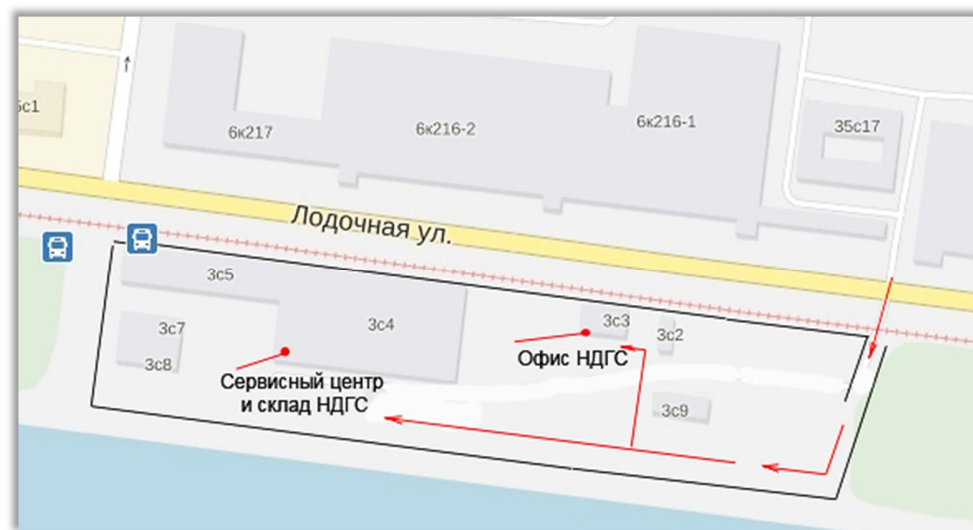 5с1
6к217
6к216-2
6к216-1
35с17
Лодочная ул.
3с5
3с4
3с3
3с2
3с7
3с8
Офис НДГС
Сервисный центр
и склад НДГС
3с9